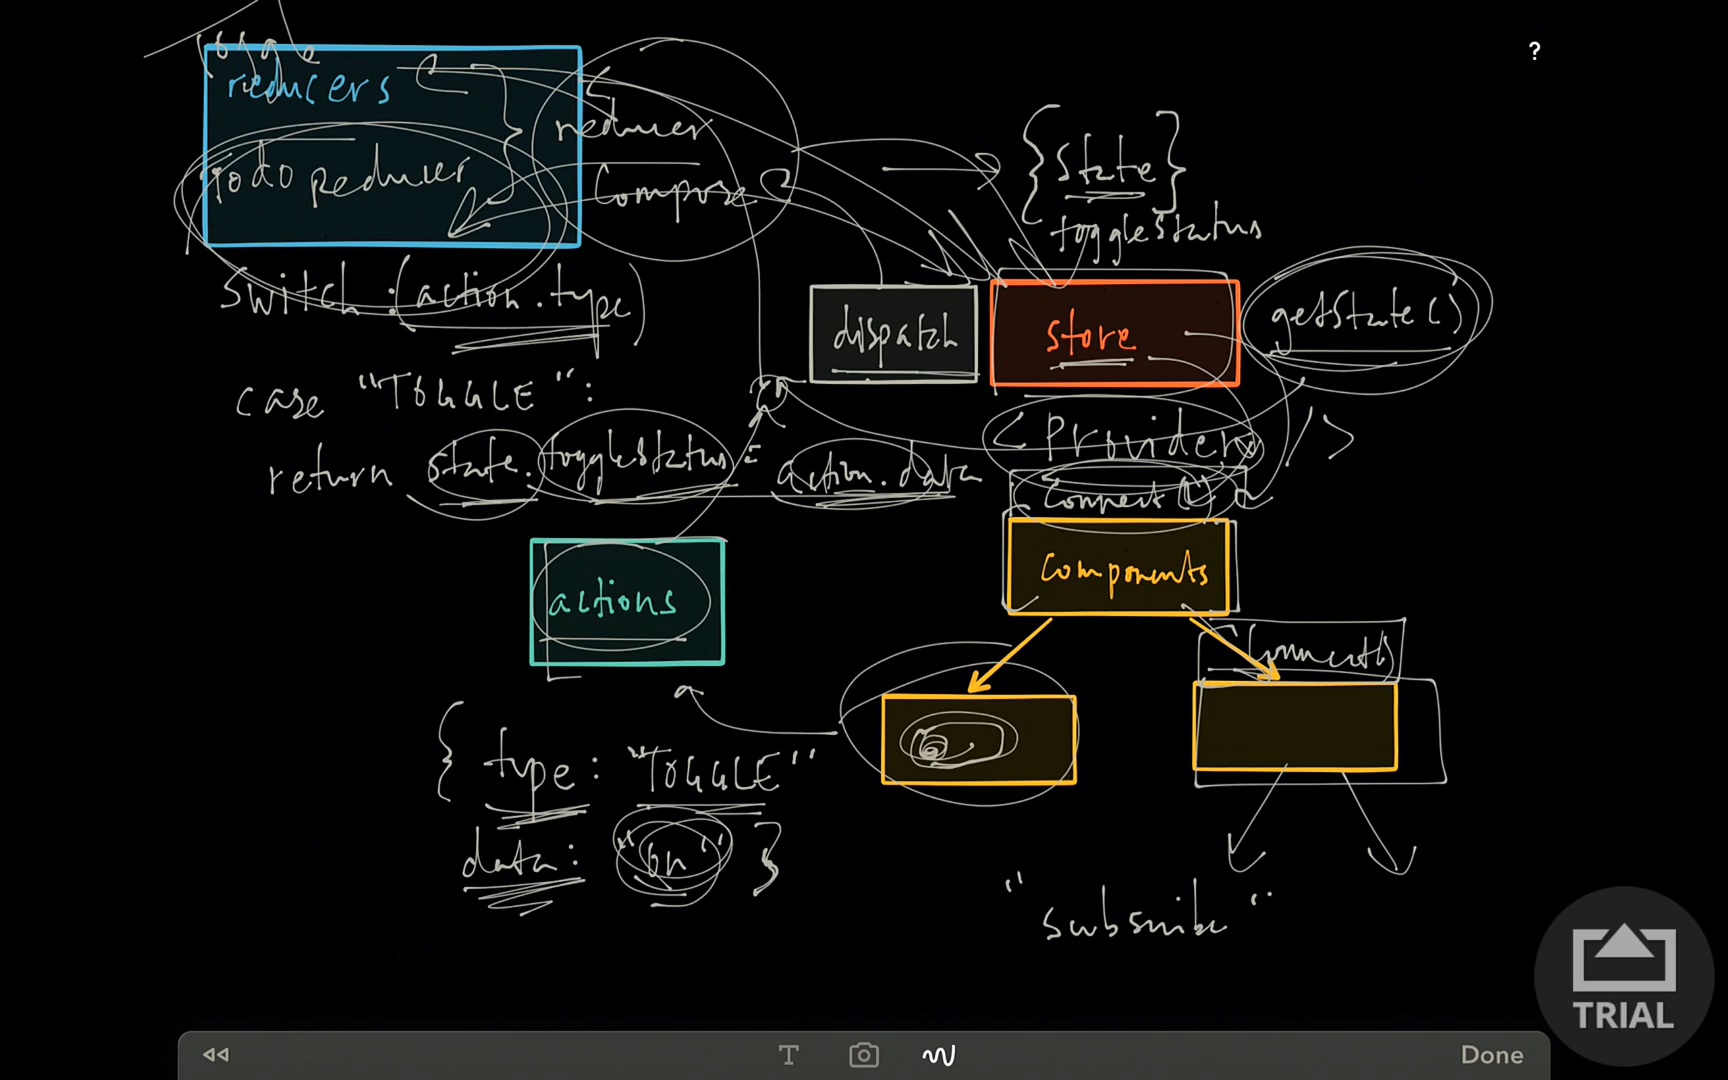 ?
reducers
reducer
todo reducer
Compose
{ State }
toggleStatus
switch : (action.type)
dispatch
store
getState()
case "TOGGLE" :
<Provider />
return state.togglestatus = action.data
Connect()
components
actions
Connect()
{ type : "TOGGLE"
data : "on" }
"subscribe"
TRIAL
T
Done